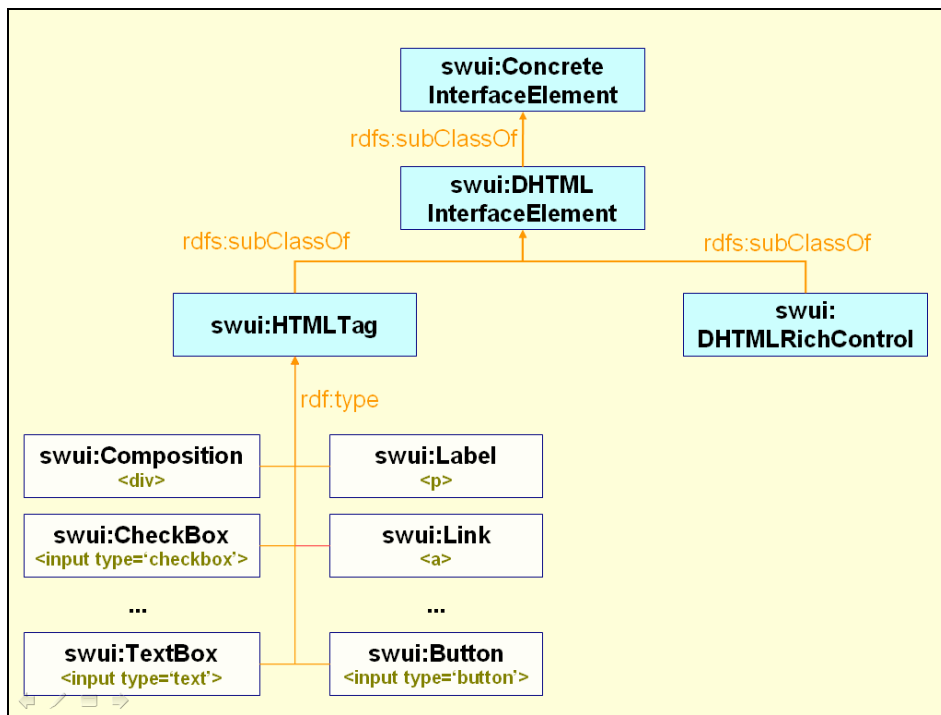 swui:Concrete
InterfaceElement
rdfs:subClassOf
swui:DHTML
InterfaceElement
rdfs:subClassOf
rdfs:subClassOf
swui:HTMLTag
swui:
DHTMLRichControl
rdf:type
swui:Composition
<div>
swui:Label
<p>
swui:CheckBox
<input type=‘checkbox’>
swui:Link
<a>
...
...
swui:TextBox
<input type=‘text’>
swui:Button
<input type=‘button’>